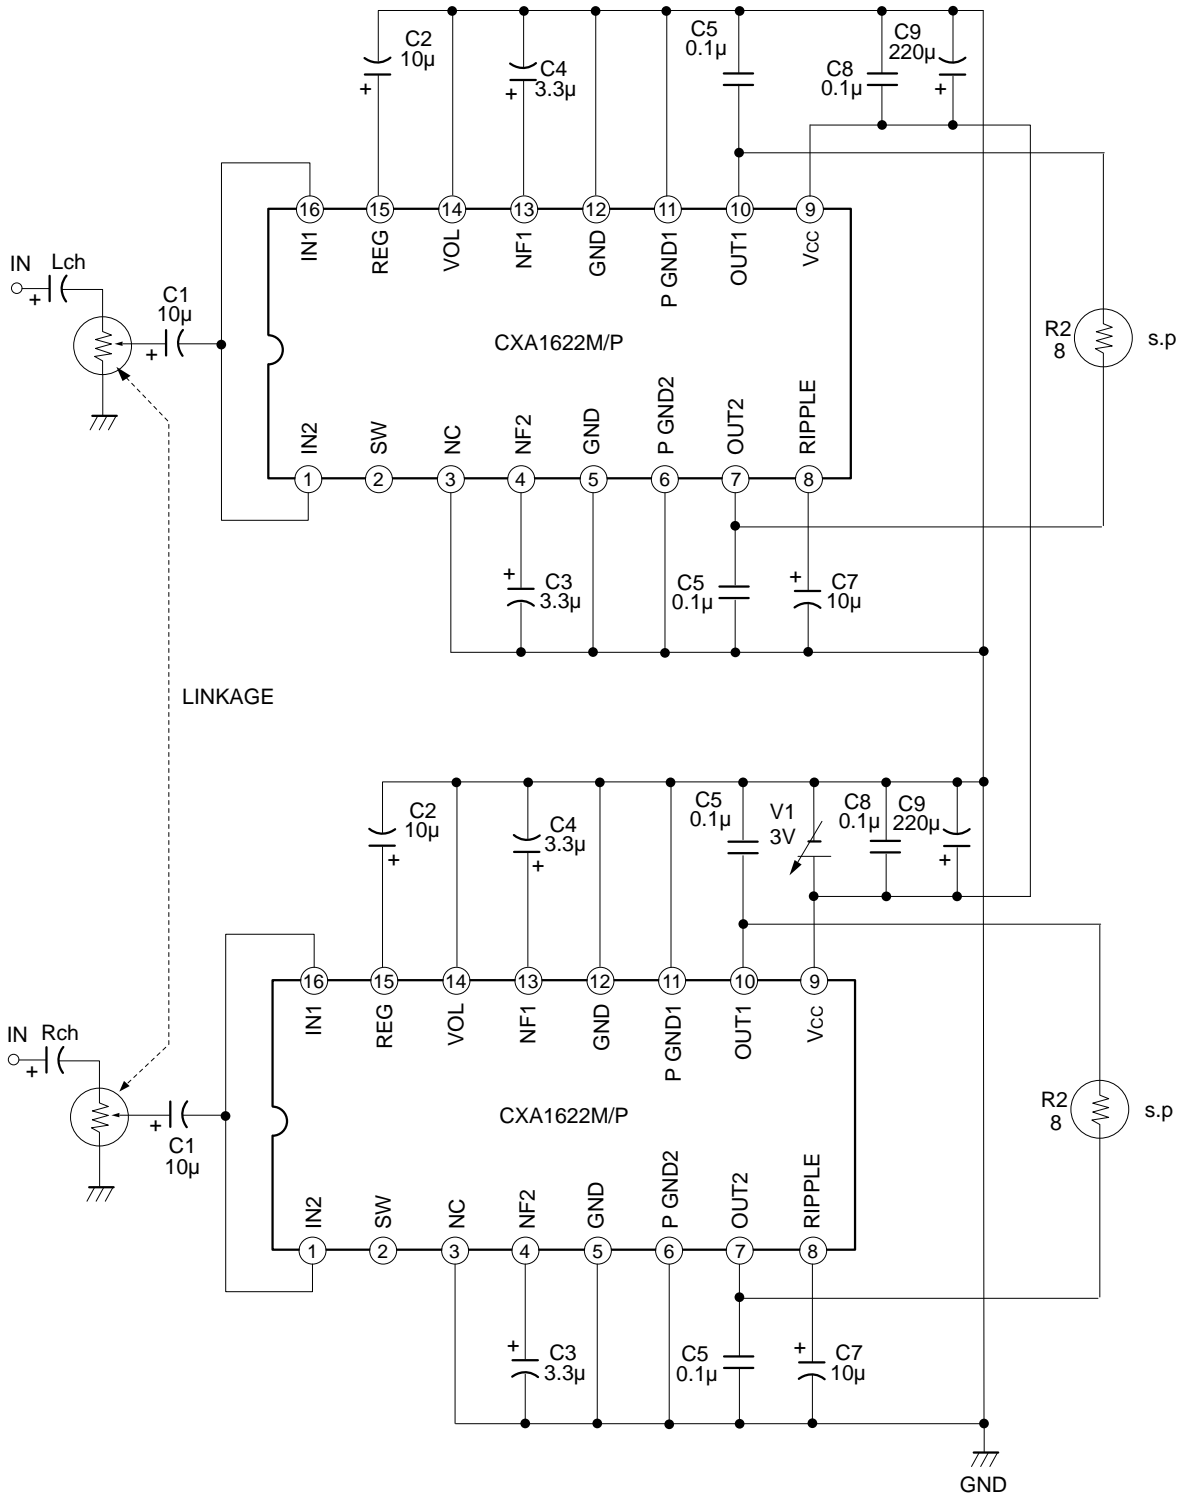 C2
10µ
C4
3.3µ
C5
0.1µ
C8
0.1µ
C9
220µ
+
+
+
16
15
14
13
12
11
10
9
IN1
REG
VOL
NF1
GND
P GND1
OUT1
Vcc
IN
Lch
+
C1
10µ
+
CXA1622M/P
R2
8
s.p
IN2
SW
NC
NF2
GND
P GND2
OUT2
RIPPLE
1
2
3
4
5
6
7
8
+
C3
3.3µ
C5
0.1µ
+
C7
10µ
LINKAGE
C2
10µ
+
C4
3.3µ
+
C5
0.1µ
V1
3V
C8
0.1µ
C9
220µ
+
16
15
14
13
12
11
10
9
IN1
REG
VOL
NF1
GND
P GND1
OUT1
Vcc
IN
Rch
+
+
C1
10µ
CXA1622M/P
R2
8
s.p
IN2
SW
NC
NF2
GND
P GND2
OUT2
RIPPLE
1
2
3
4
5
6
7
8
+
C3
3.3µ
C5
0.1µ
+
C7
10µ
GND